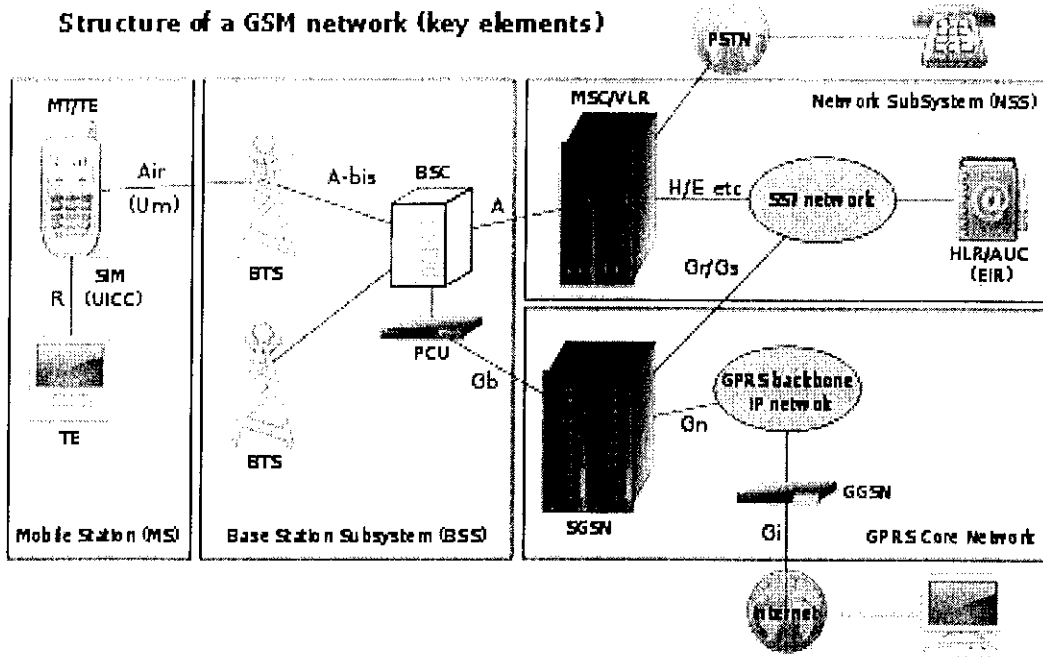 Structure of a GSM network (key elements)
PSTN
MT/TE
MSC/VLR
Network SubSystem (NSS)
Air
(Um)
A-bis
BSC
A
H/E etc
SS7 network
BTS
SIM
(UICC)
R
HLR/AUC
(EIR)
Gr/Gs
PCU
Gb
GPRS backbone
IP network
Gn
TE
BTS
SGSN
GGSN
Gi
Mobile Station (MS)
Base Station Subsystem (BSS)
GPRS Core Network
Internet